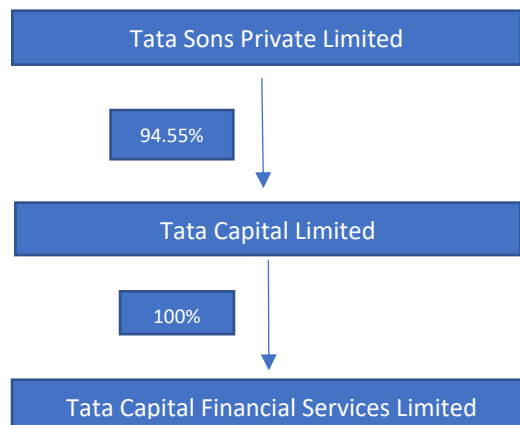 Tata Sons Private Limited
94.55%
Tata Capital Limited
100%
Tata Capital Financial Services Limited